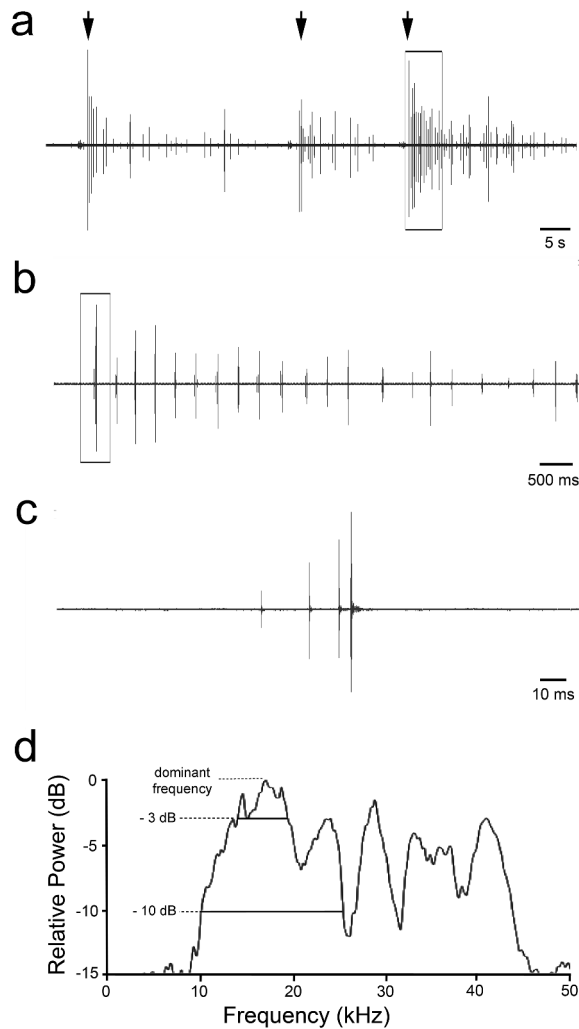 a
5 s
b
500 ms
c
10 ms
d
dominant
frequency
0
- 3 dB
-5
- 10 dB
-10
-15
Relative Power (dB)
0 10 20 30 40 50
Frequency (kHz)